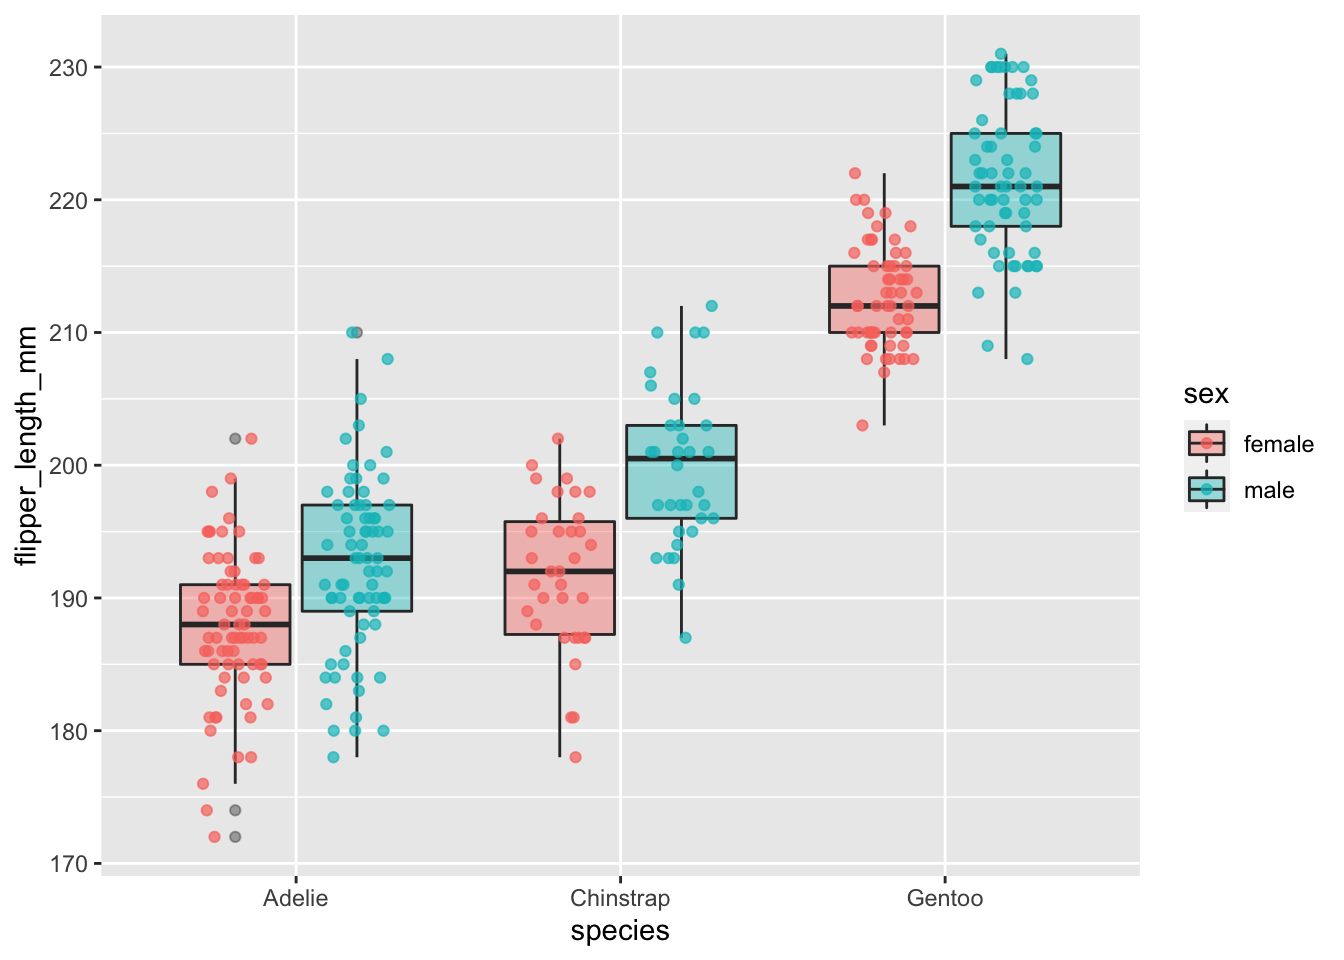 230
220
210
200
190
180
170
flipper_length_mm
Adelie
Chinstrap
Gentoo
species
sex
female
male